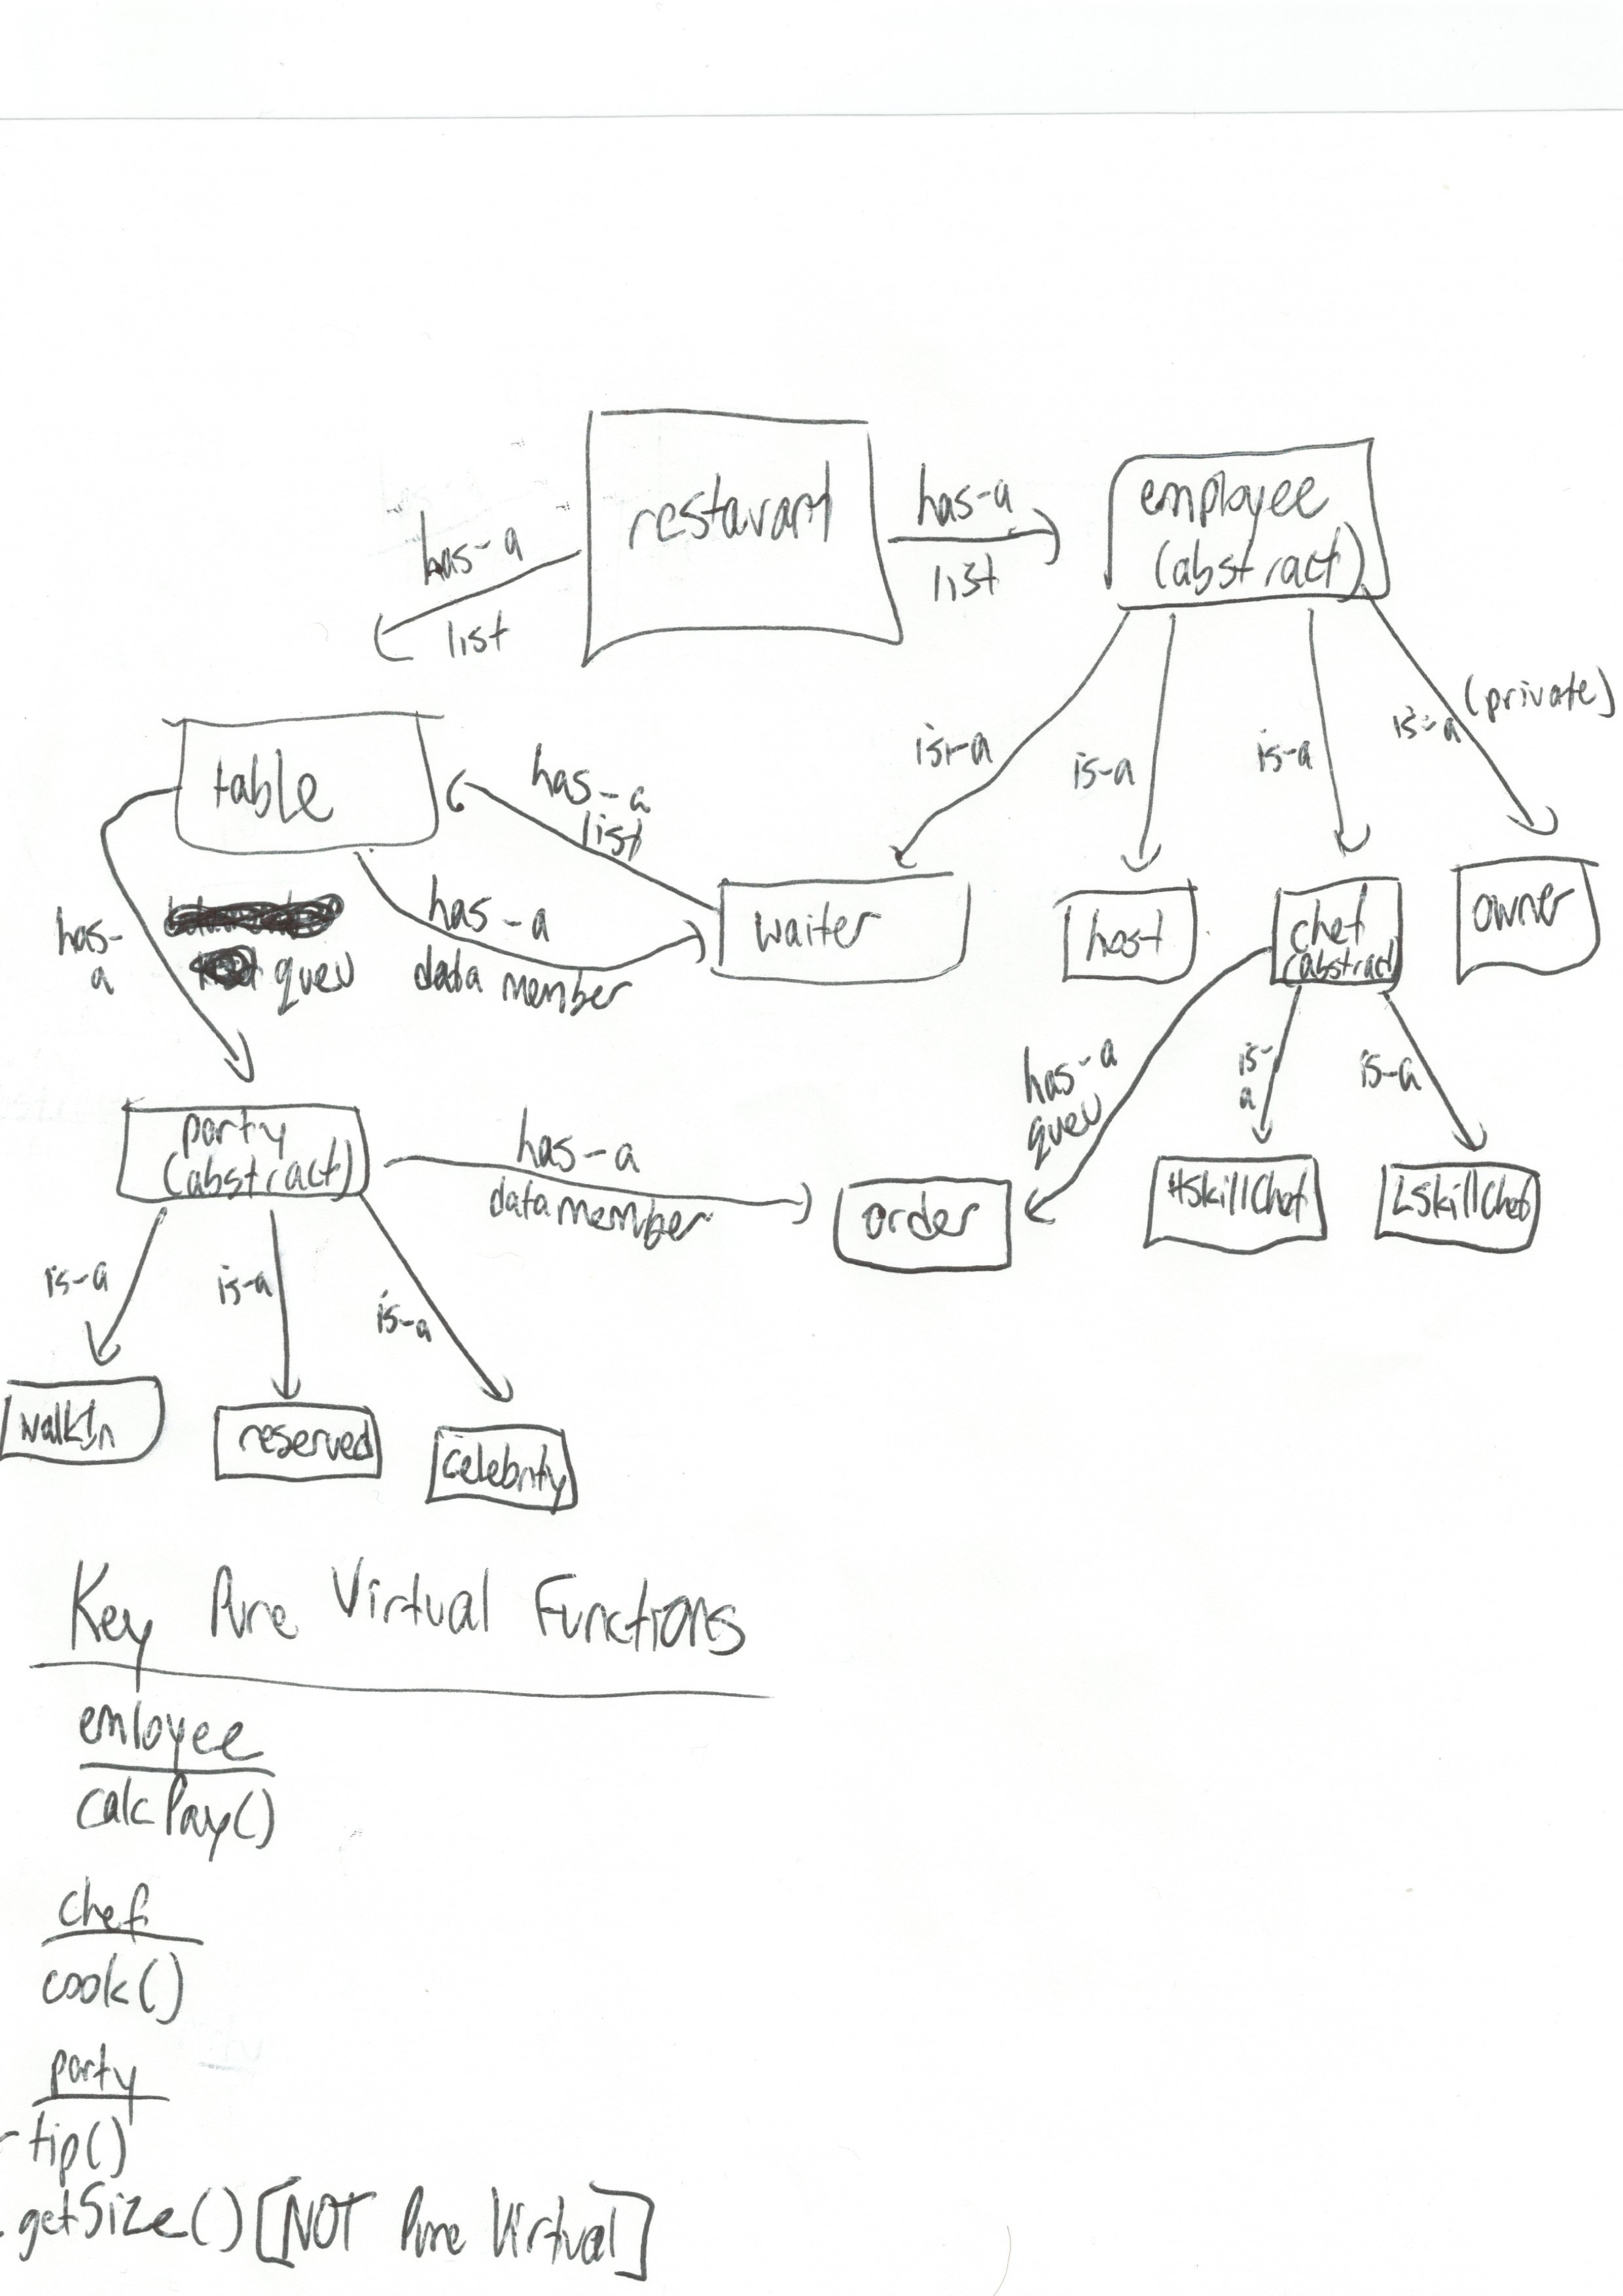 restaurant
has-a
list
has-a
list
employee
(abstract)
is-a
is-a
is-a
is-a
(private)
table
has-a
list
has-
a
queu
has-a
data member
waiter
host
chef
(abstract)
owner
has-a
queu
is-
a
is-a
party
(abstract)
has-a
datamember
order
HSkillChef
LSkillChef
is-a
is-a
is-a
walkIn
reserved
celebrity
Key Pure Virtual Functions
emloyee
calcPay()
chef
cook()
party
- tip()
- getSize() [NOT Pure Virtual]